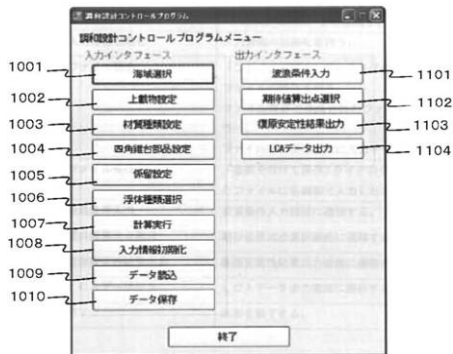 調和設計コントロールプログラム
調和設計コントロールプログラムメニュー
入力インタフェース
1001 海域選択
1002 上載物設定
1003 材質種類設定
1004 四角錐台部品設定
1005 係留設定
1006 浮体種類選択
1007 計算実行
1008 入力情報初期化
1009 データ読込
1010 データ保存
出力インタフェース
波浪条件入力 1101
期待値算出点選択 1102
復原安定性結果出力 1103
LCAデータ出力 1104
終了